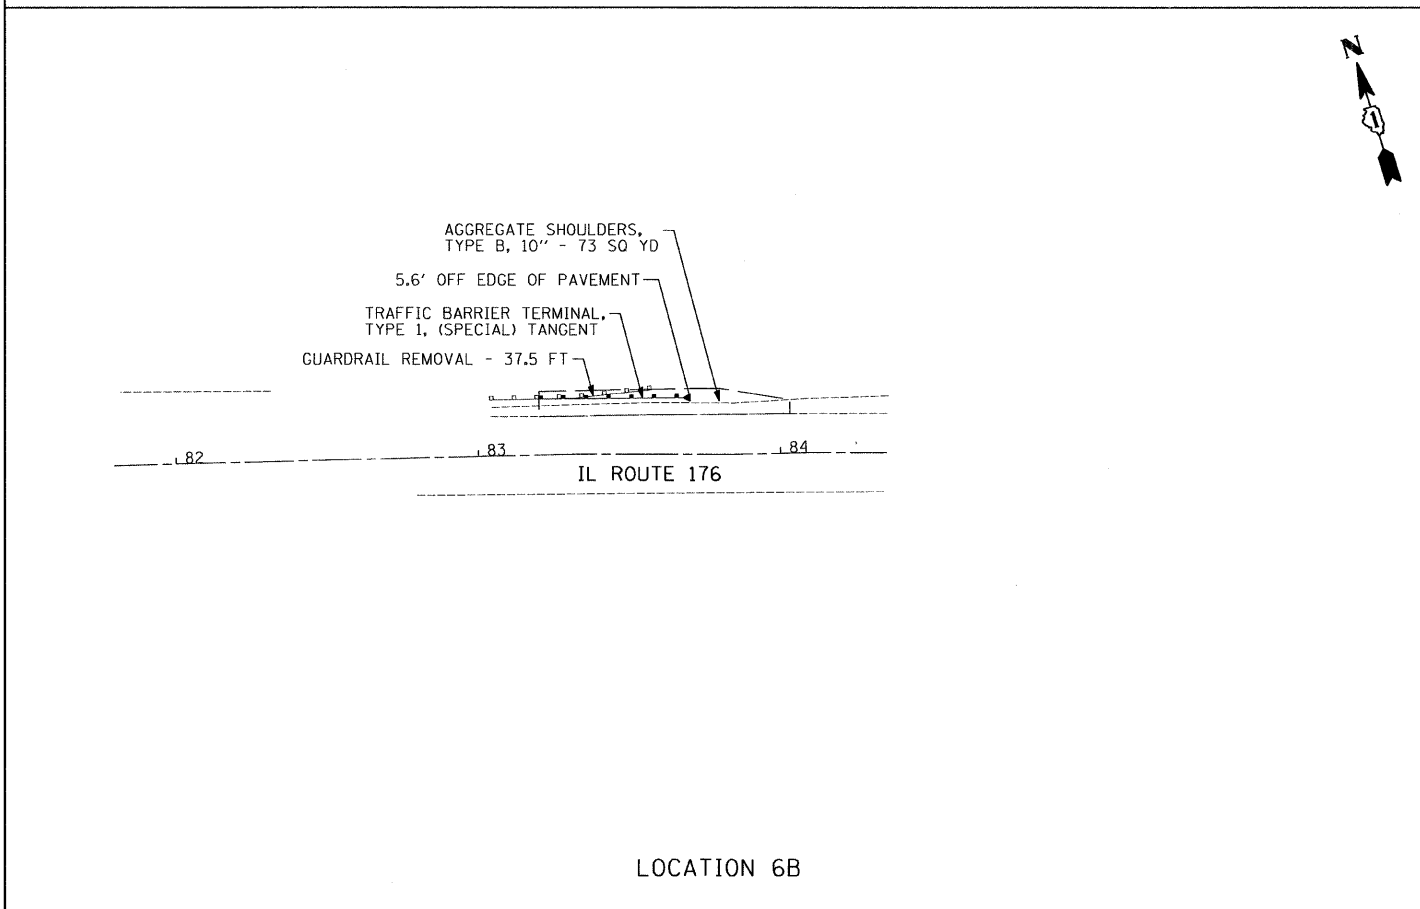 N
1
AGGREGATE SHOULDERS,
TYPE B, 10" - 73 SQ YD
5.6' OFF EDGE OF PAVEMENT
TRAFFIC BARRIER TERMINAL,
TYPE 1, (SPECIAL) TANGENT
GUARDRAIL REMOVAL - 37.5 FT
82
83
84
IL ROUTE 176
LOCATION 6B